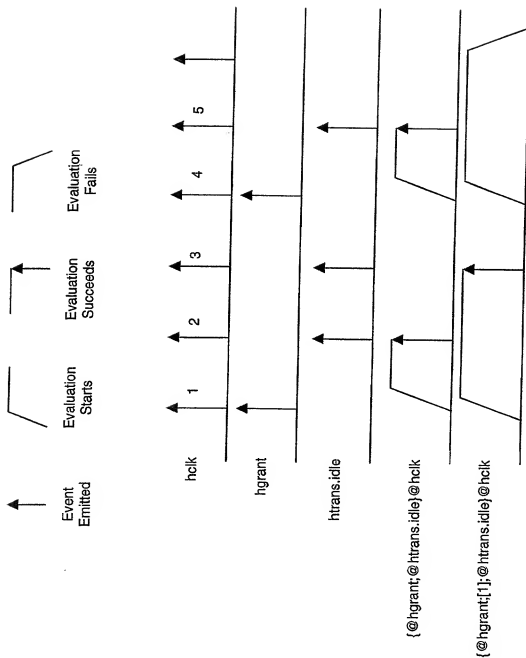 Event
Emitted
Evaluation
Starts
Evaluation
Succeeds
Evaluation
Fails
hclk
1
2
3
4
5
hgrant
htrans.idle
{@hgrant;@htrans.idle}@hclk
{@hgrant;[1];@htrans.idle}@hclk